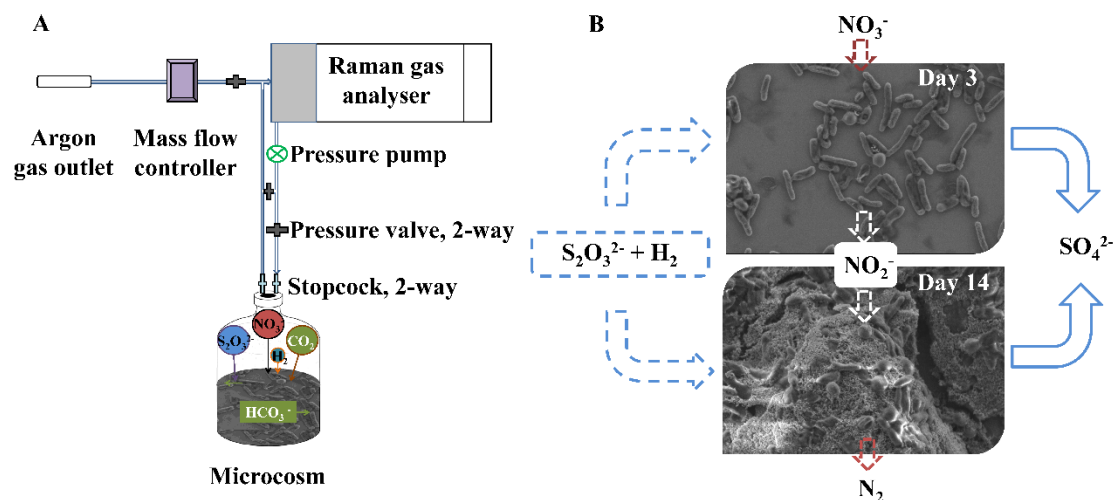 A
Argon
gas outlet
Mass flow
controller
Raman gas
analyser
Pressure pump
Pressure valve, 2-way
Stopcock, 2-way
NO₃⁻
S₂O₃²⁻
H₂
CO₂
HCO₃⁻
Microcosm
B
NO₃⁻
Day 3
S₂O₃²⁻ + H₂
NO₂⁻
SO₄²⁻
Day 14
N₂